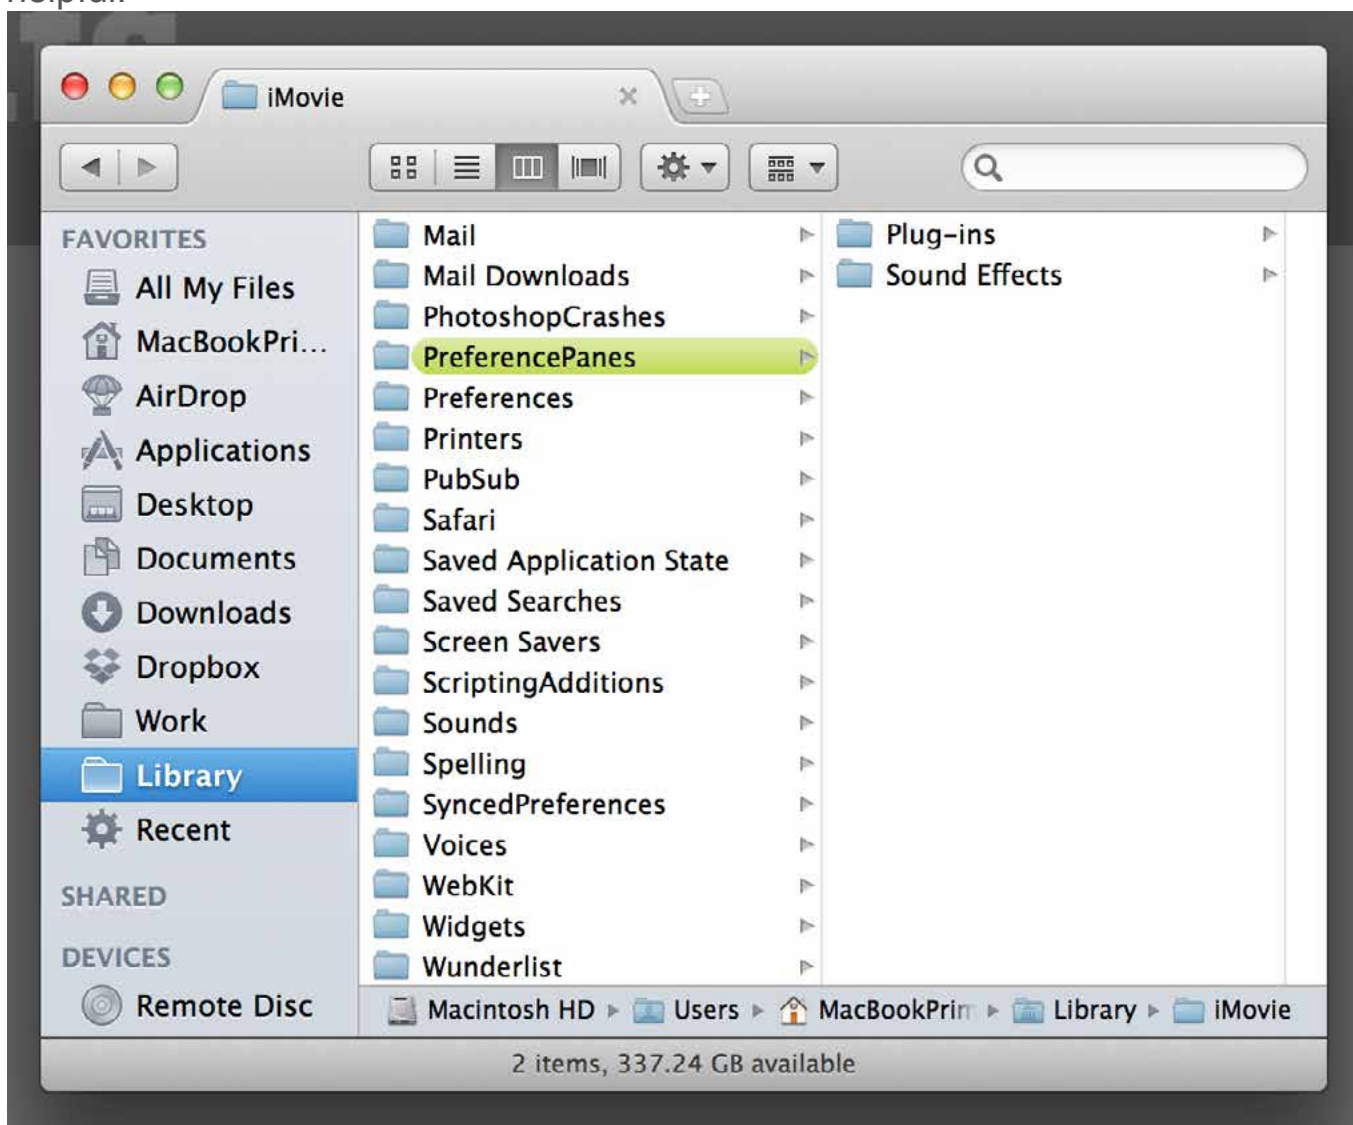 helpful.
iMovie
FAVORITES
All My Files
MacBookPri...
AirDrop
Applications
Desktop
Documents
Downloads
Dropbox
Work
Library
Recent
SHARED
DEVICES
Remote Disc
Mail
Mail Downloads
PhotoshopCrashes
PreferencePanes
Preferences
Printers
PubSub
Safari
Saved Application State
Saved Searches
Screen Savers
ScriptingAdditions
Sounds
Spelling
SyncedPreferences
Voices
WebKit
Widgets
Wunderlist
Plug-ins
Sound Effects
Macintosh HD ▸ Users ▸ MacBookPrim ▸ Library ▸ iMovie
2 items, 337.24 GB available